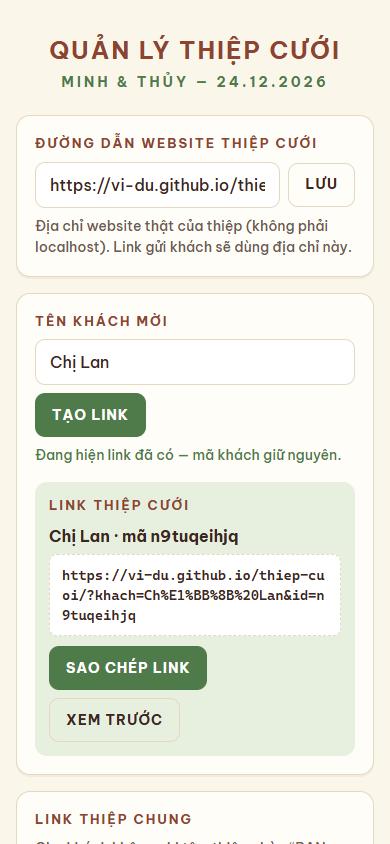 QUẢN LÝ THIỆP CƯỚI
MINH & THỦY — 24.12.2026
ĐƯỜNG DẪN WEBSITE THIỆP CƯỚI
https://vi-du.github.io/thie
LƯU
Địa chỉ website thật của thiệp (không phải
localhost). Link gửi khách sẽ dùng địa chỉ này.
TÊN KHÁCH MỜI
Chị Lan
TẠO LINK
Đang hiện link đã có — mã khách giữ nguyên.
LINK THIỆP CƯỚI
Chị Lan · mã n9tuqeihjq
https://vi-du.github.io/thiep-cu
oi/?khach=Ch%E1%BB%8B%20Lan&id=n
9tuqeihjq
SAO CHÉP LINK
XEM TRƯỚC
LINK THIỆP CHUNG